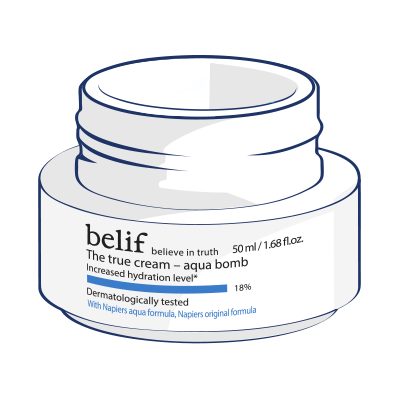 belif believe in truth 50 ml / 1.68 fl.oz.
The true cream – aqua bomb
Increased hydration level*
18%
Dermatologically tested
With Napiers aqua formula, Napiers original formula